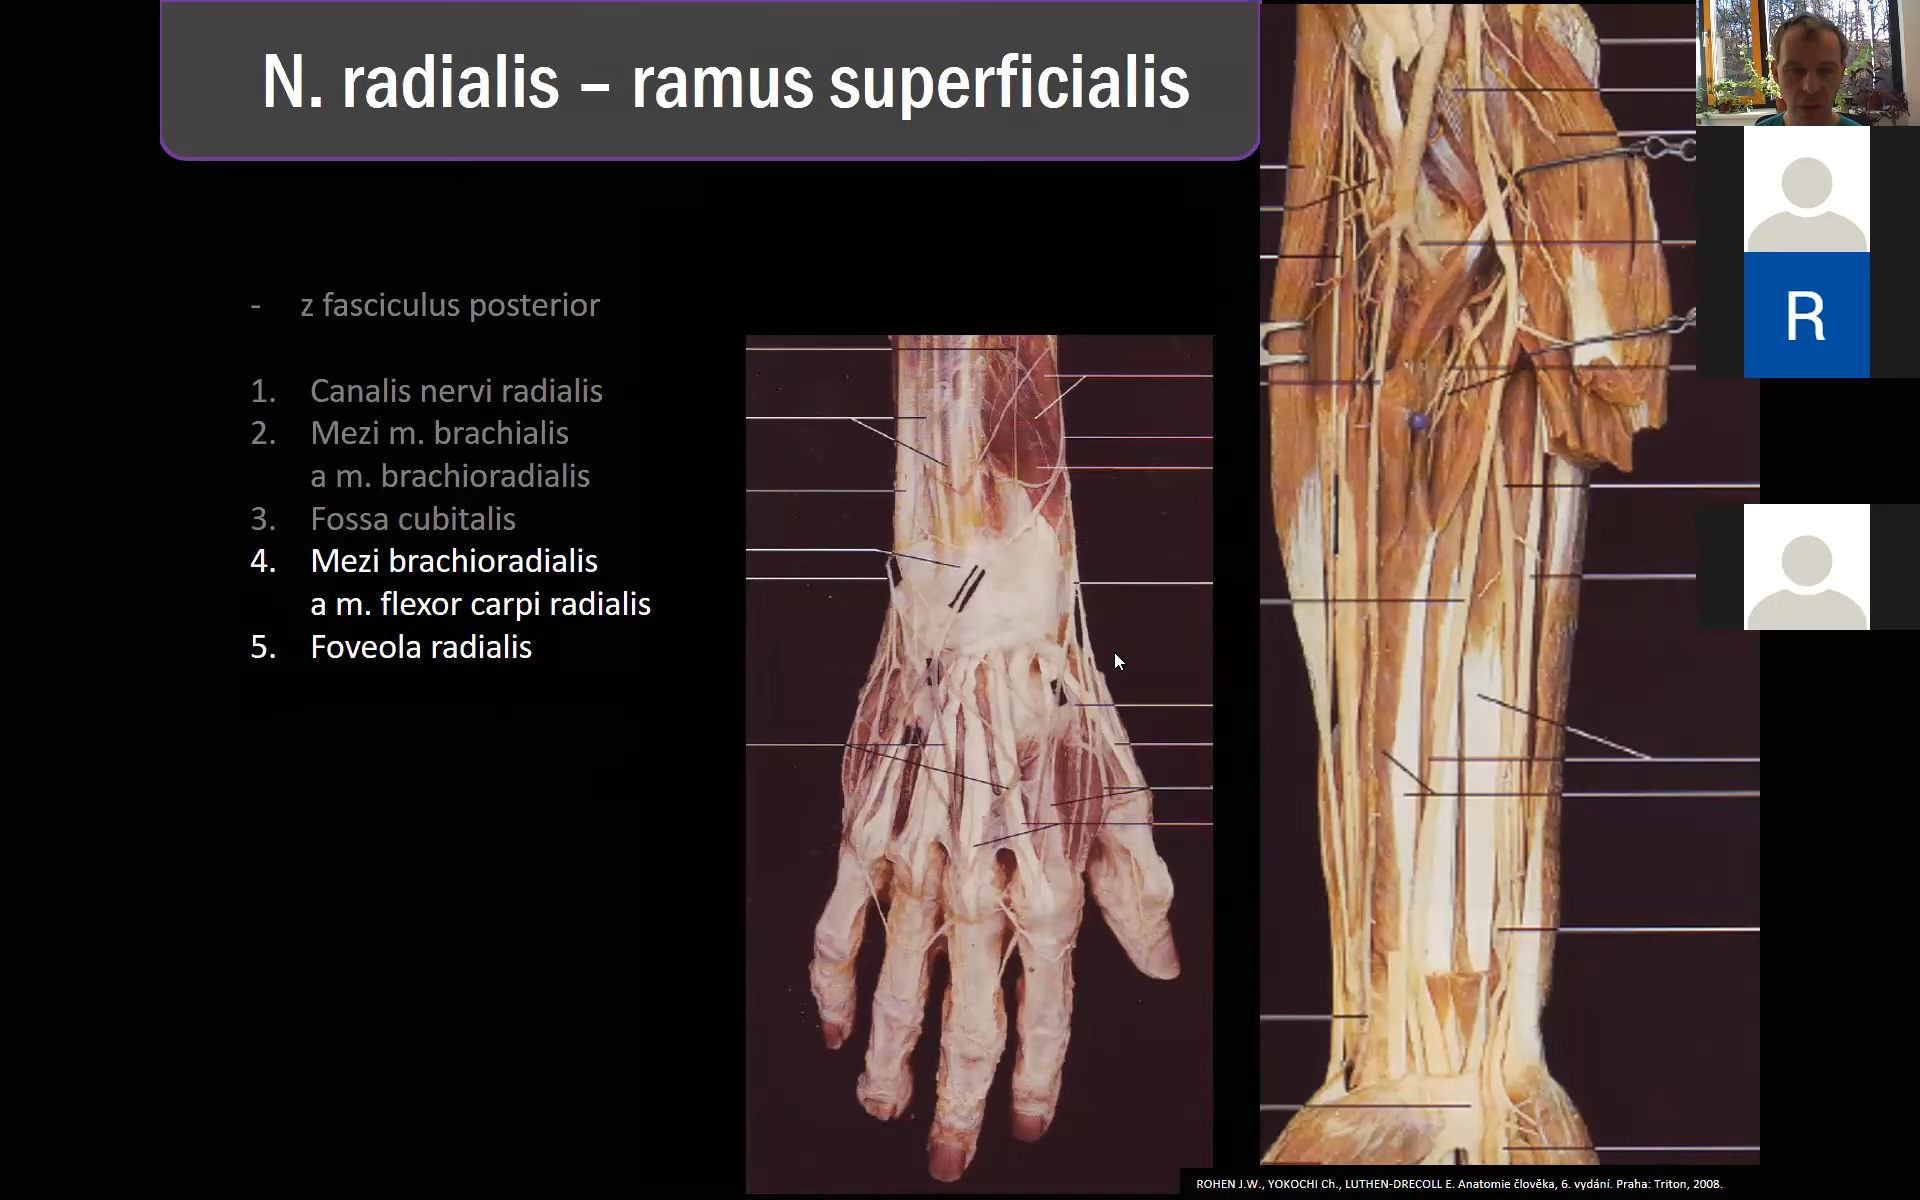 N. radialis – ramus superficialis
- z fasciculus posterior
1. Canalis nervi radialis
2. Mezi m. brachialis
a m. brachioradialis
3. Fossa cubitalis
4. Mezi brachioradialis
a m. flexor carpi radialis
5. Foveola radialis
R
ROHEN J.W., YOKOCHI Ch., LUTHEN-DRECOLL E. Anatomie člověka, 6. vydání. Praha: Triton, 2008.